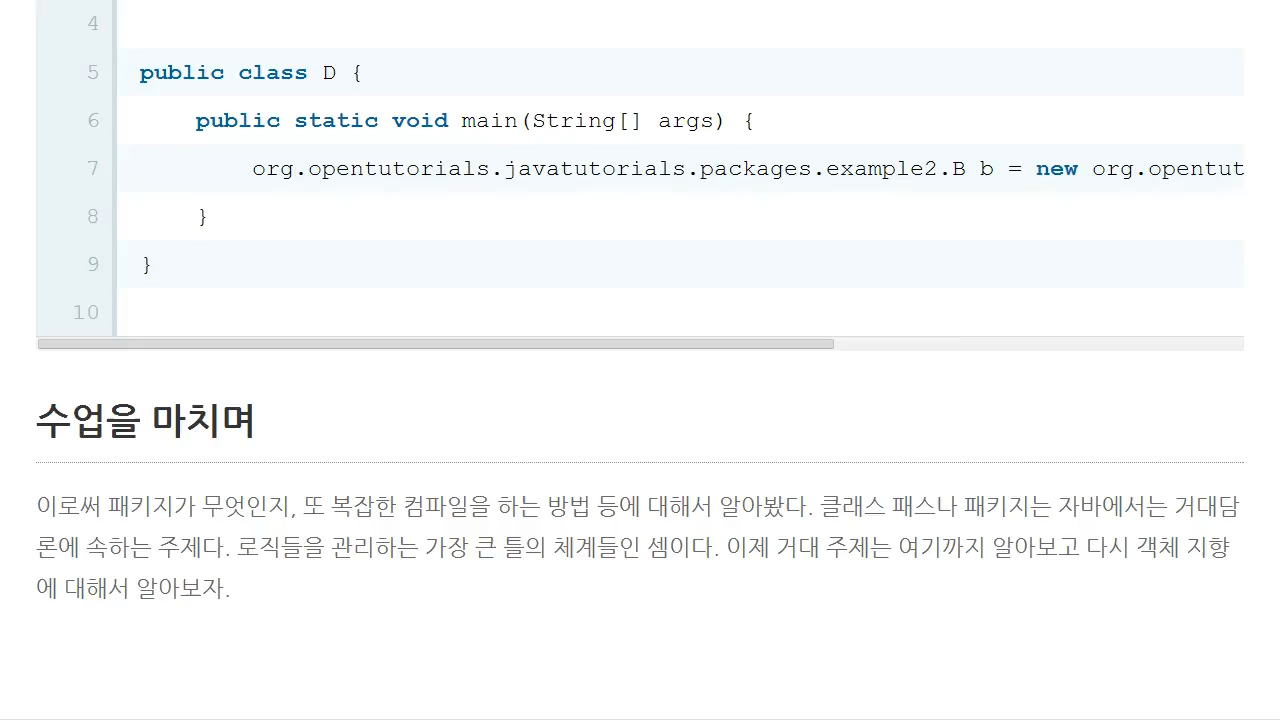 4
5 public class D {
6 public static void main(String[] args) {
7 org.opentutorials.javatutorials.packages.example2.B b = new org.opentut
8 }
9 }
10
수업을 마치며
이로써 패키지가 무엇인지, 또 복잡한 컴파일을 하는 방법 등에 대해서 알아봤다. 클래스 패스나 패키지는 자바에서는 거대담
론에 속하는 주제다. 로직들을 관리하는 가장 큰 틀의 체계들인 셈이다. 이제 거대 주제는 여기까지 알아보고 다시 객체 지향
에 대해서 알아보자.